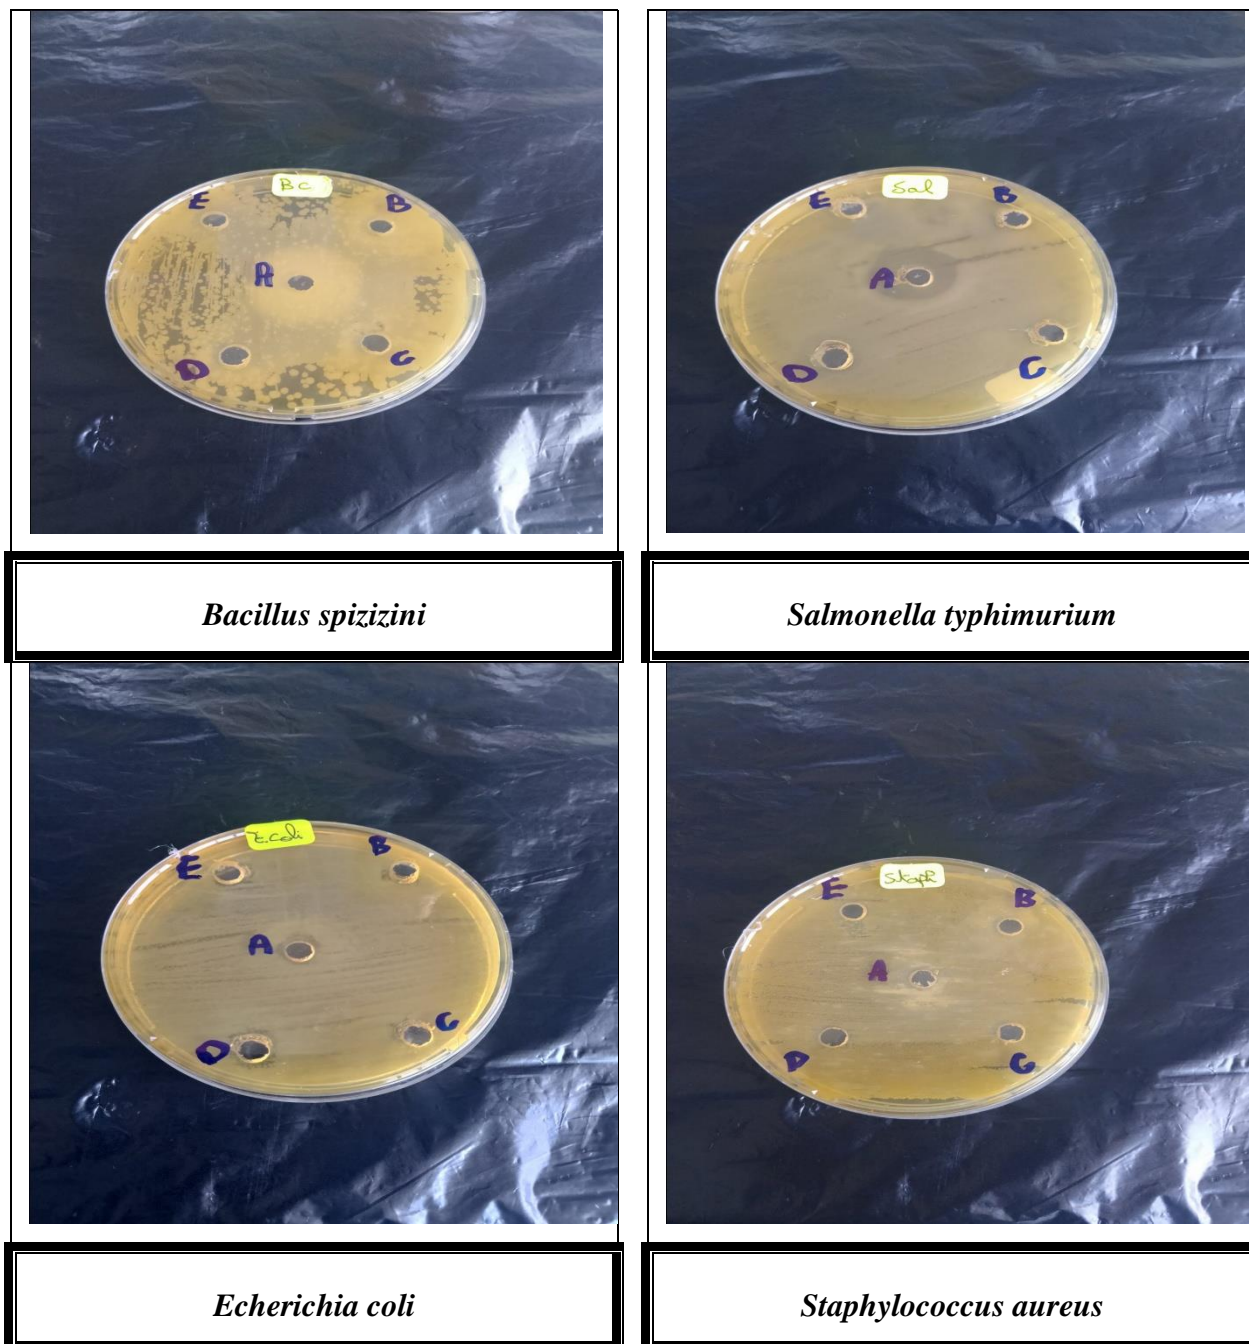 Bc
E
B
A
D
C
Sal
E
B
A
D
C
Bacillus spizizini
Salmonella typhimurium
E.coli
E
B
A
D
C
Staph
E
B
A
D
C
Echerichia coli
Staphylococcus aureus